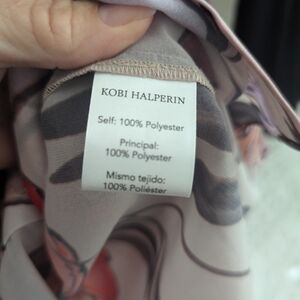 KOBI HALPERIN
Self: 100% Polyester
Principal:
100% Polyester
Mismo tejido:
100% Poliéster